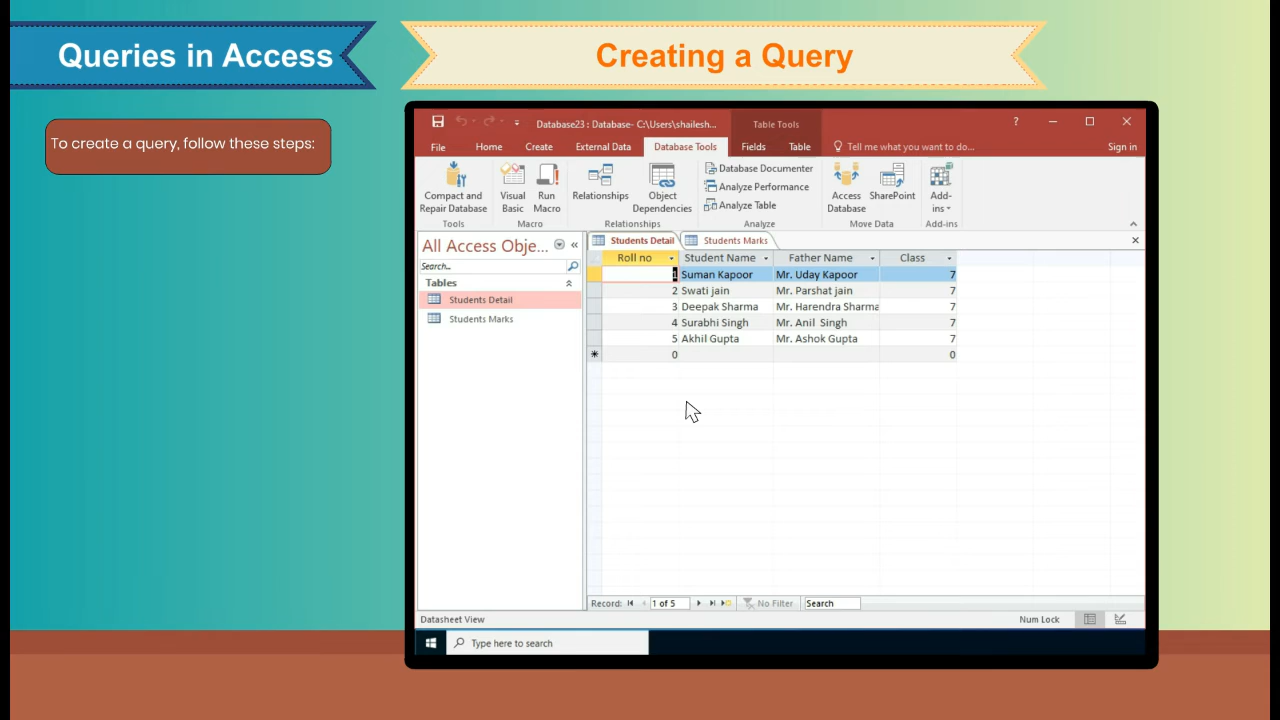 Queries in Access
Creating a Query
To create a query, follow these steps:
Database23 : Database- C:\Users\shailesh...
Table Tools
?
File Home Create External Data Database Tools Fields Table Tell me what you want to do... Sign in
Compact and
Repair Database
Tools
Visual
Basic
Run
Macro
Macro
Relationships
Object
Dependencies
Relationships
Database Documenter
Analyze Performance
Analyze Table
Analyze
Access
Database
SharePoint
Move Data
Add-
ins
Add-ins
All Access Obje... «
Search..
Tables
Students Detail
Students Marks
Students Detail Students Marks
Roll no Student Name Father Name Class
1 Suman Kapoor Mr. Uday Kapoor 7
2 Swati jain Mr. Parshat jain 7
3 Deepak Sharma Mr. Harendra Sharma 7
4 Surabhi Singh Mr. Anil Singh 7
5 Akhil Gupta Mr. Ashok Gupta 7
* 0 0
Record: 1 of 5 No Filter Search
Datasheet View Num Lock
Type here to search